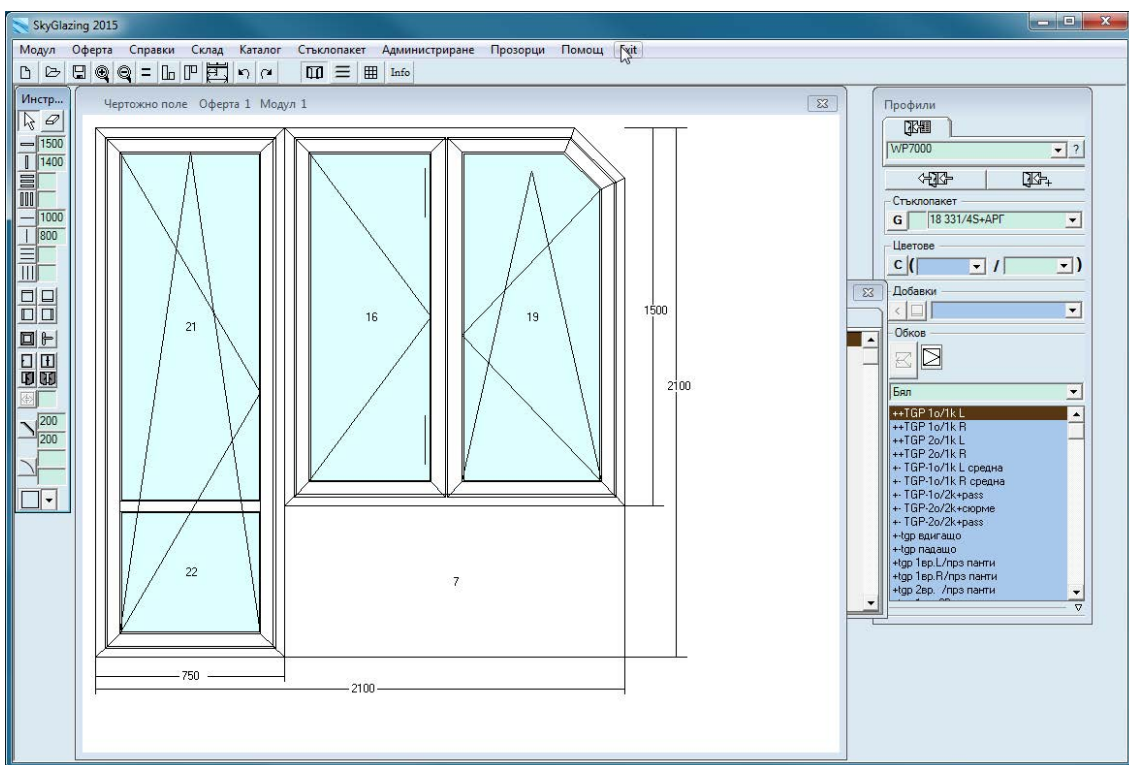 SkyGlazing 2015
Модул Оферта Справки Склад Каталог Стъклопакет Администриране Прозорци Помощ Exit
Info
Инстр...
1500
1400
1000
800
200
200
Чертожно поле Оферта 1 Модул 1
21
16
19
22
7
1500
2100
750
2100
Профили
WP7000
?
Стъклопакет
G 18 331/4S+АРГ
Цветове
C ( / )
Добавки
<
Обков
Бял
++TGP 1o/1k L
++TGP 1o/1k R
++TGP 2o/1k L
++TGP 2o/1k R
+- TGP-1o/1k L средна
+- TGP-1o/1k R средна
+- TGP-1o/2k+pass
+- TGP-2o/2k+сюрме
+- TGP-2o/2k+pass
+-tgp вдигащо
+-tgp падащо
+tgp 1вр.L/прз панти
+tgp 1вр.R/прз панти
+tgp 2вр. /прз панти